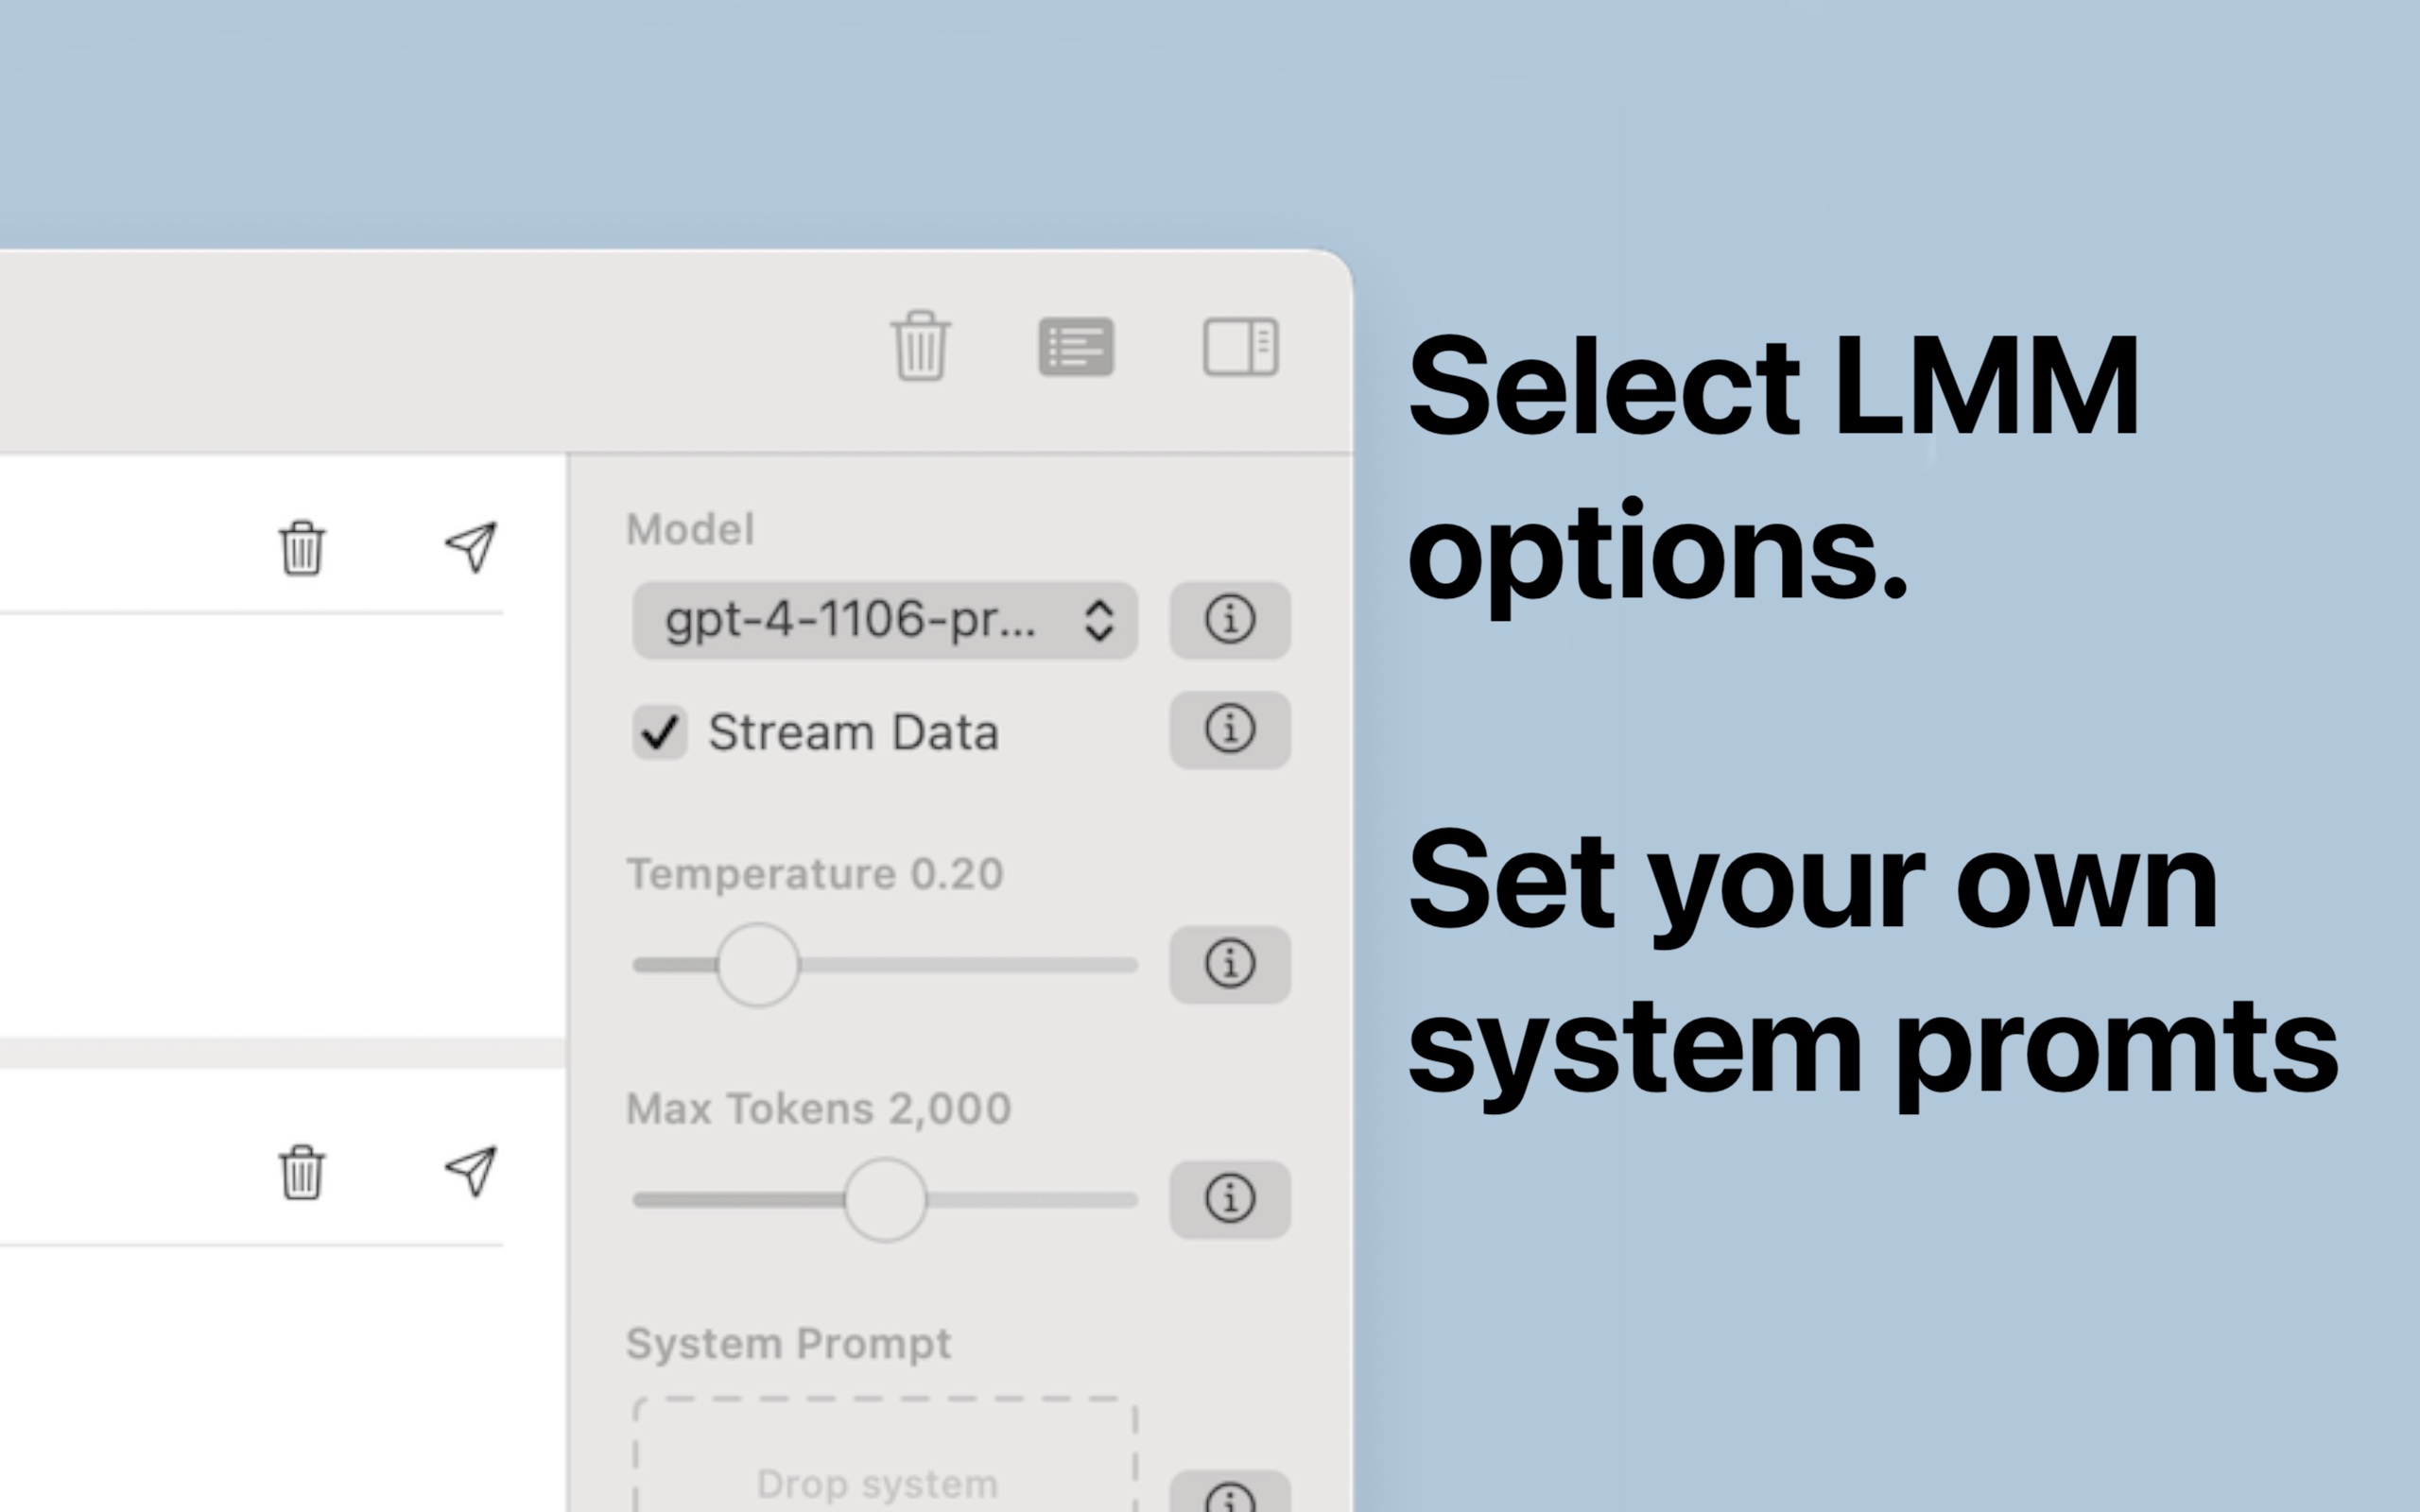 Model
gpt-4-1106-pr...
Stream Data
Temperature 0.20
Max Tokens 2,000
System Prompt
Drop system
Select LMM
options.
Set your own
system promts